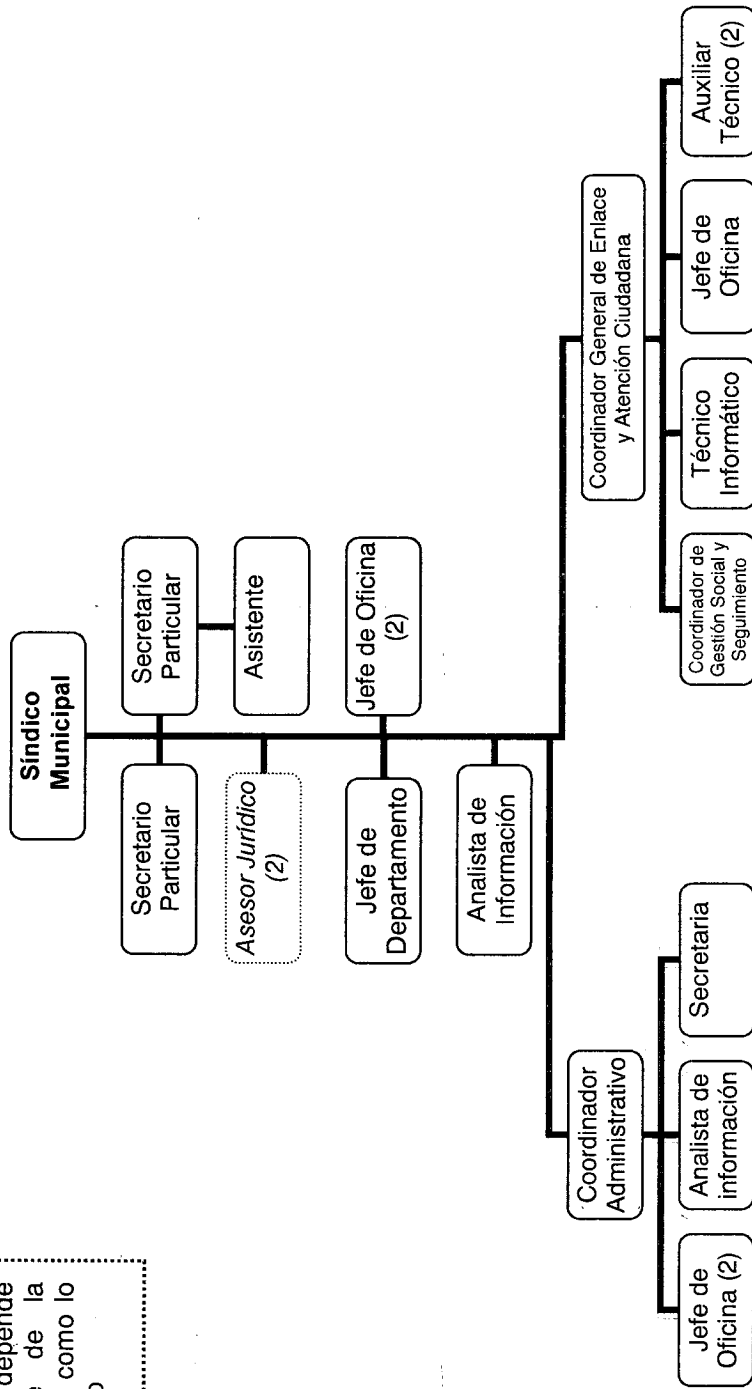 depende
de la
como lo
Síndico
Municipal
Secretario
Particular
Secretario
Particular
Asesor Jurídico
(2)
Asistente
Jefe de
Departamento
Jefe de Oficina
(2)
Analista de
Información
Coordinador
Administrativo
Coordinador General de Enlace
y Atención Ciudadana
Jefe de
Oficina (2)
Analista de
información
Secretaria
Coordinador de
Gestión Social y
Seguimiento
Técnico
Informático
Jefe de
Oficina
Auxiliar
Técnico (2)